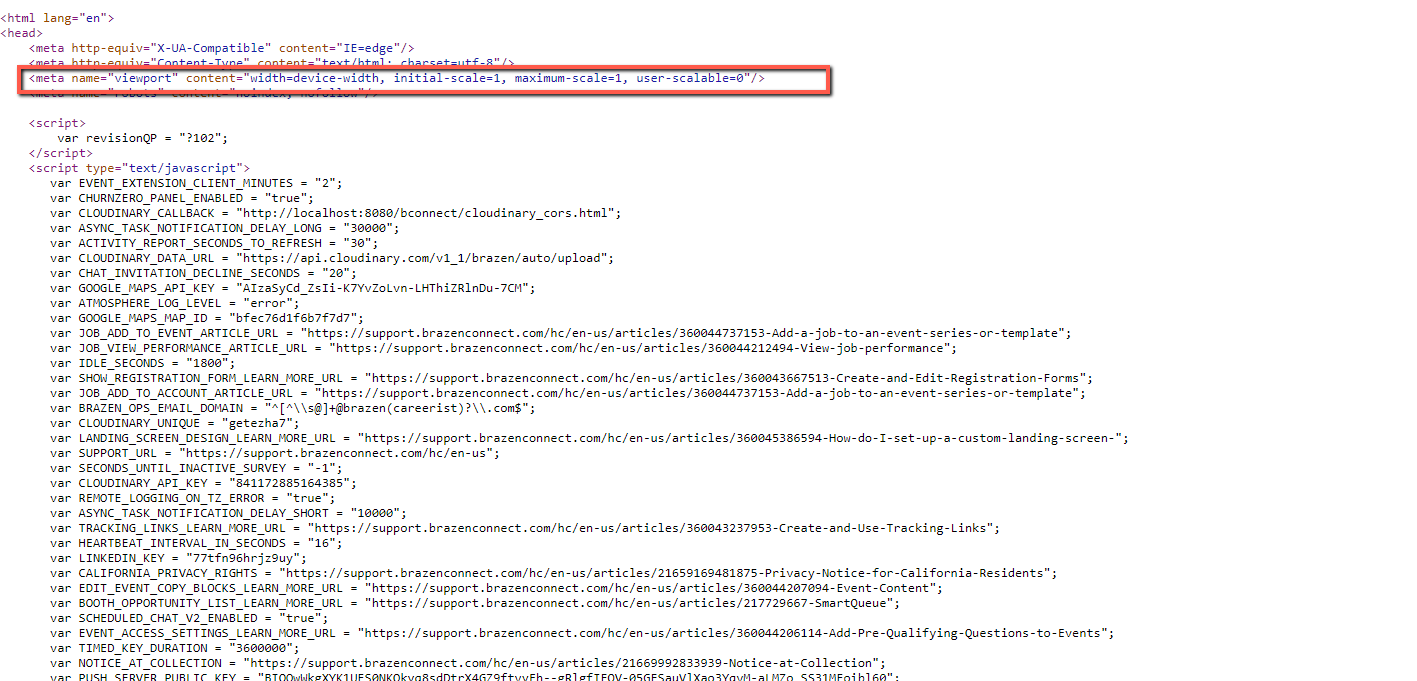 <html lang="en">
<head>
<meta http-equiv="X-UA-Compatible" content="IE=edge"/>
<meta http-equiv="Content-Type" content="text/html; charset=utf-8"/>
<meta name="viewport" content="width=device-width, initial-scale=1, maximum-scale=1, user-scalable=0"/>
<meta name="robots" content="noindex, nofollow"/>
<script>
var revisionQP = "?102";
</script>
<script type="text/javascript">
var EVENT_EXTENSION_CLIENT_MINUTES = "2";
var CHURNZERO_PANEL_ENABLED = "true";
var CLOUDINARY_CALLBACK = "http://localhost:8080/bconnect/cloudinary_cors.html";
var ASYNC_TASK_NOTIFICATION_DELAY_LONG = "30000";
var ACTIVITY_REPORT_SECONDS_TO_REFRESH = "30";
var CLOUDINARY_DATA_URL = "https://api.cloudinary.com/v1_1/brazen/auto/upload";
var CHAT_INVITATION_DECLINE_SECONDS = "20";
var GOOGLE_MAPS_API_KEY = "AIzaSyCd_ZsIi-K7YvZoLvn-LHThiZRlnDu-7CM";
var ATMOSPHERE_LOG_LEVEL = "error";
var GOOGLE_MAPS_MAP_ID = "bfec76d1f6b7f7d7";
var JOB_ADD_TO_EVENT_ARTICLE_URL = "https://support.brazenconnect.com/hc/en-us/articles/360044737153-Add-a-job-to-an-event-series-or-template";
var JOB_VIEW_PERFORMANCE_ARTICLE_URL = "https://support.brazenconnect.com/hc/en-us/articles/360044212494-View-job-performance";
var IDLE_SECONDS = "1800";
var SHOW_REGISTRATION_FORM_LEARN_MORE_URL = "https://support.brazenconnect.com/hc/en-us/articles/360043667513-Create-and-Edit-Registration-Forms";
var JOB_ADD_TO_ACCOUNT_ARTICLE_URL = "https://support.brazenconnect.com/hc/en-us/articles/360044737153-Add-a-job-to-an-event-series-or-template";
var BRAZEN_OPS_EMAIL_DOMAIN = "^[^\\s@]+@brazen(careerist)?\\.com$";
var CLOUDINARY_UNIQUE = "getezha7";
var LANDING_SCREEN_DESIGN_LEARN_MORE_URL = "https://support.brazenconnect.com/hc/en-us/articles/360045386594-How-do-I-set-up-a-custom-landing-screen-";
var SUPPORT_URL = "https://support.brazenconnect.com/hc/en-us";
var SECONDS_UNTIL_INACTIVE_SURVEY = "-1";
var CLOUDINARY_API_KEY = "841172885164385";
var REMOTE_LOGGING_ON_TZ_ERROR = "true";
var ASYNC_TASK_NOTIFICATION_DELAY_SHORT = "10000";
var TRACKING_LINKS_LEARN_MORE_URL = "https://support.brazenconnect.com/hc/en-us/articles/360043237953-Create-and-Use-Tracking-Links";
var HEARTBEAT_INTERVAL_IN_SECONDS = "16";
var LINKEDIN_KEY = "77tfn96hrjz9uy";
var CALIFORNIA_PRIVACY_RIGHTS = "https://support.brazenconnect.com/hc/en-us/articles/21659169481875-Privacy-Notice-for-California-Residents";
var EDIT_EVENT_COPY_BLOCKS_LEARN_MORE_URL = "https://support.brazenconnect.com/hc/en-us/articles/360044207094-Event-Content";
var BOOTH_OPPORTUNITY_LIST_LEARN_MORE_URL = "https://support.brazenconnect.com/hc/en-us/articles/217729667-SmartQueue";
var SCHEDULED_CHAT_V2_ENABLED = "true";
var EVENT_ACCESS_SETTINGS_LEARN_MORE_URL = "https://support.brazenconnect.com/hc/en-us/articles/360044206114-Add-Pre-Qualifying-Questions-to-Events";
var TIMED_KEY_DURATION = "3600000";
var NOTICE_AT_COLLECTION = "https://support.brazenconnect.com/hc/en-us/articles/21669992833939-Notice-at-Collection";
var PUSH_SERVER_PUBLIC_KEY =